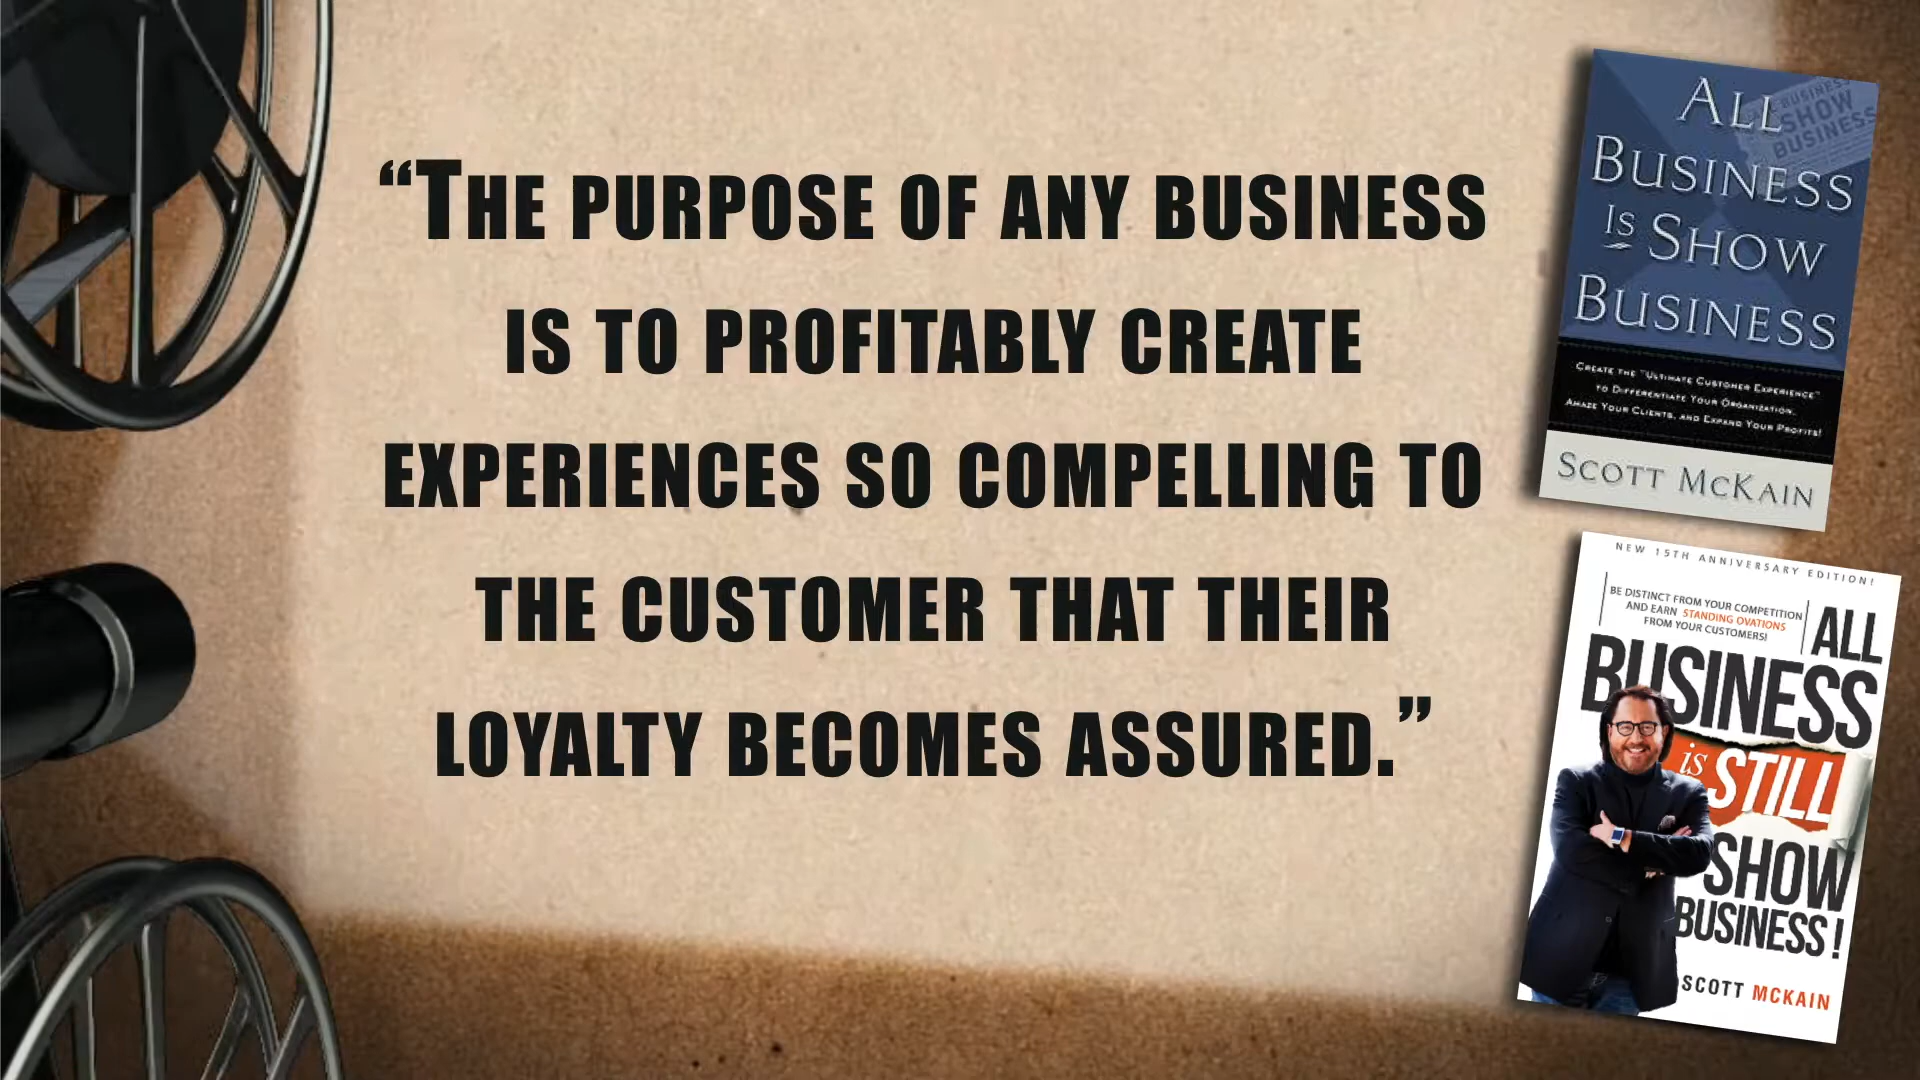 “THE PURPOSE OF ANY BUSINESS
IS TO PROFITABLY CREATE
EXPERIENCES SO COMPELLING TO
THE CUSTOMER THAT THEIR
LOYALTY BECOMES ASSURED.”
ALL
BUSINESS
IS SHOW
BUSINESS
BUSINESS
SHOW
BUSINESS
CREATE THE “ULTIMATE CUSTOMER EXPERIENCE”
TO DIFFERENTIATE YOUR ORGANIZATION,
AMAZE YOUR CLIENTS, AND EXPAND YOUR PROFITS!
SCOTT MCKAIN
NEW 15TH ANNIVERSARY EDITION!
BE DISTINCT FROM YOUR COMPETITION
AND EARN STANDING OVATIONS
FROM YOUR CUSTOMERS!
ALL
BUSINESS
is STILL
SHOW
BUSINESS!
SCOTT MCKAIN